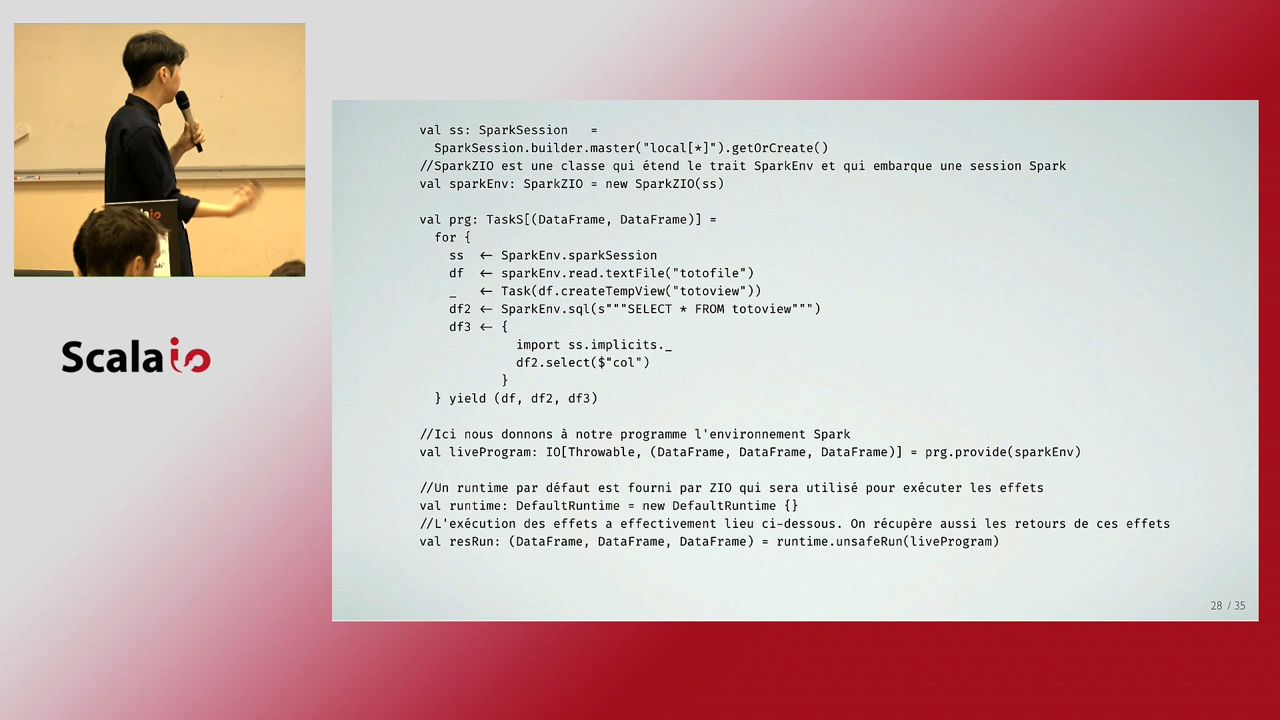 val ss: SparkSession   =
  SparkSession.builder.master("local[*]").getOrCreate()
//SparkZIO est une classe qui étend le trait SparkEnv et qui embarque une session Spark
val sparkEnv: SparkZIO = new SparkZIO(ss)
val prg: TaskS[(DataFrame, DataFrame)] =
  for {
    ss  <- SparkEnv.sparkSession
    df  <- sparkEnv.read.textFile("totofile")
    _   <- Task(df.createTempView("totoview"))
    df2 <- SparkEnv.sql(s"""SELECT * FROM totoview""")
    df3 <- {
             import ss.implicits._
             df2.select($"col")
           }
  } yield (df, df2, df3)
//Ici nous donnons à notre programme l'environnement Spark
val liveProgram: IO[Throwable, (DataFrame, DataFrame, DataFrame)] = prg.provide(sparkEnv)
//Un runtime par défaut est fourni par ZIO qui sera utilisé pour exécuter les effets
val runtime: DefaultRuntime = new DefaultRuntime {}
//L'exécution des effets a effectivement lieu ci-dessous. On récupère aussi les retours de ces effets
val resRun: (DataFrame, DataFrame, DataFrame) = runtime.unsafeRun(liveProgram)
28 / 35
Scala io